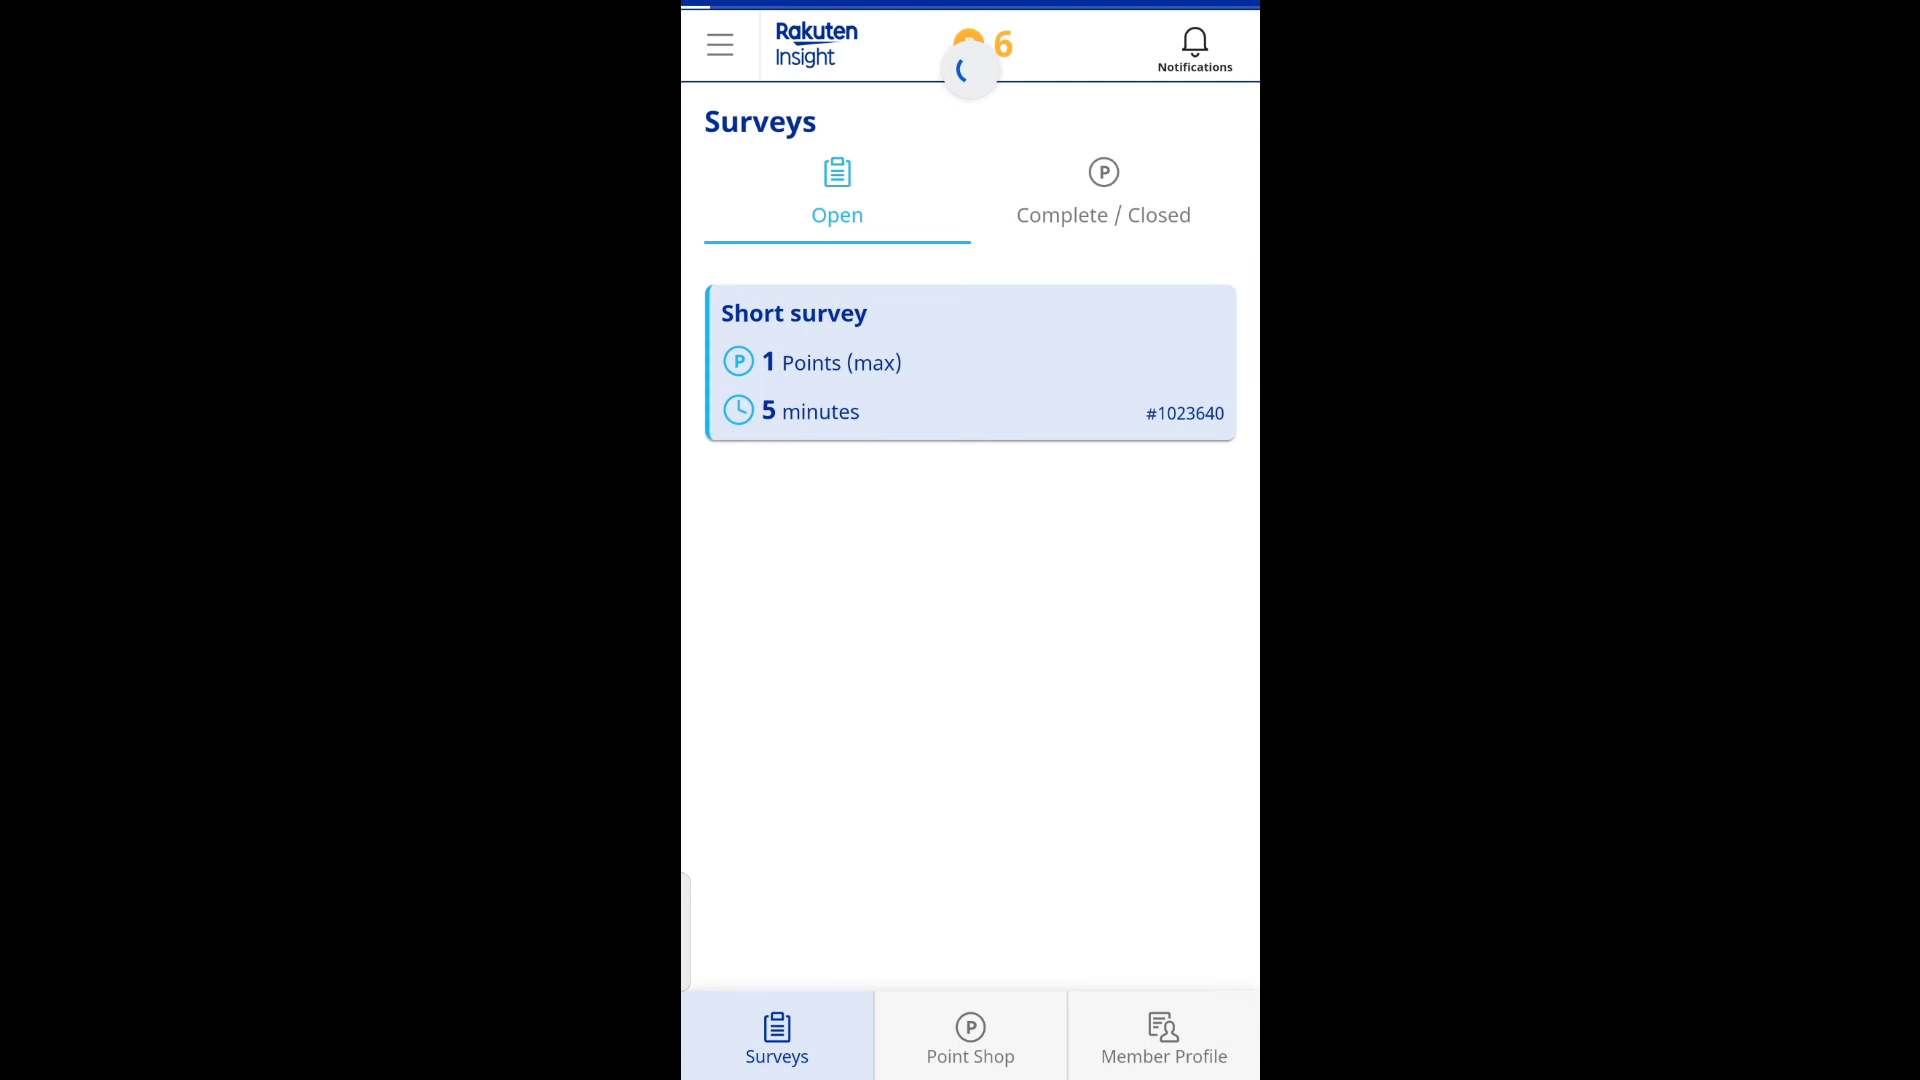 Rakuten
Insight
6
Notifications
Surveys
Open
P
Complete / Closed
Short survey
P 1 Points (max)
5 minutes
#1023640
Surveys
P
Point Shop
Member Profile